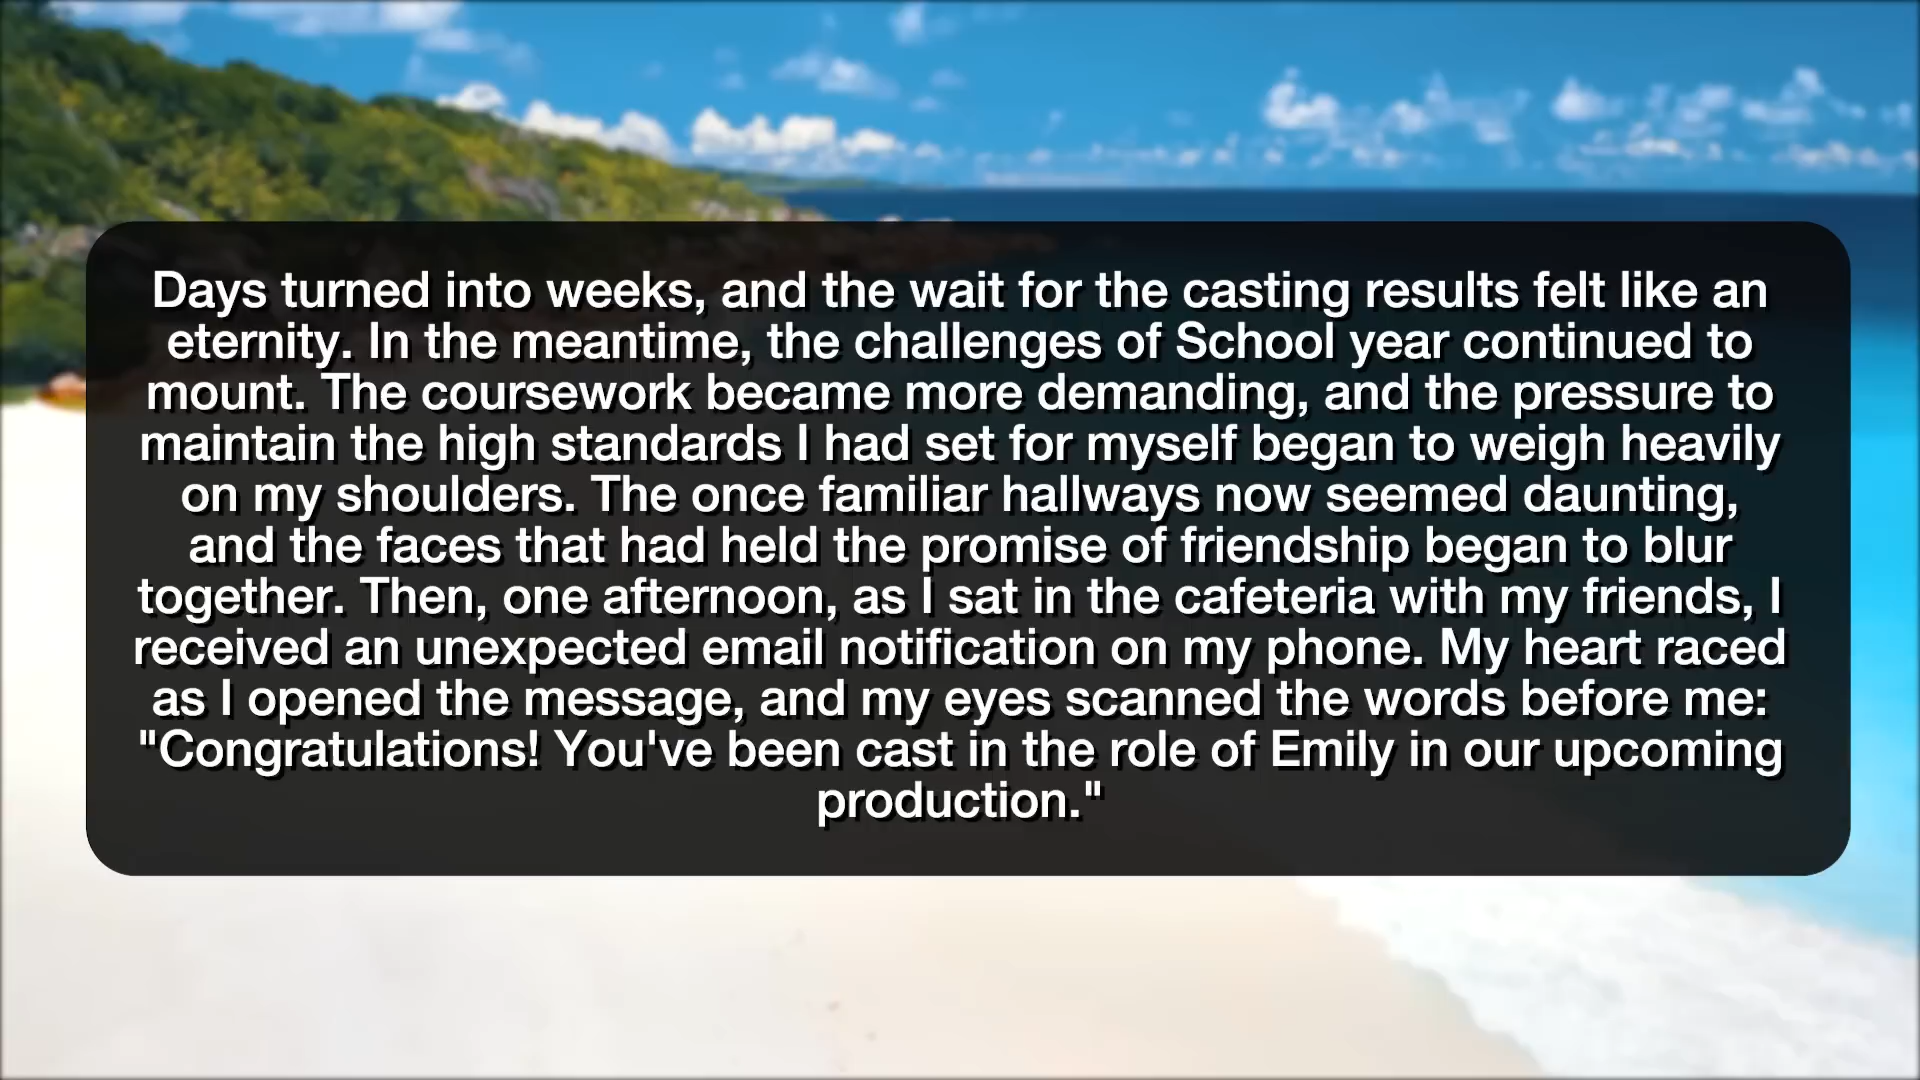 Days turned into weeks, and the wait for the casting results felt like an
eternity. In the meantime, the challenges of School year continued to
mount. The coursework became more demanding, and the pressure to
maintain the high standards I had set for myself began to weigh heavily
on my shoulders. The once familiar hallways now seemed daunting,
and the faces that had held the promise of friendship began to blur
together. Then, one afternoon, as I sat in the cafeteria with my friends, I
received an unexpected email notification on my phone. My heart raced
as I opened the message, and my eyes scanned the words before me:
"Congratulations! You've been cast in the role of Emily in our upcoming
production."